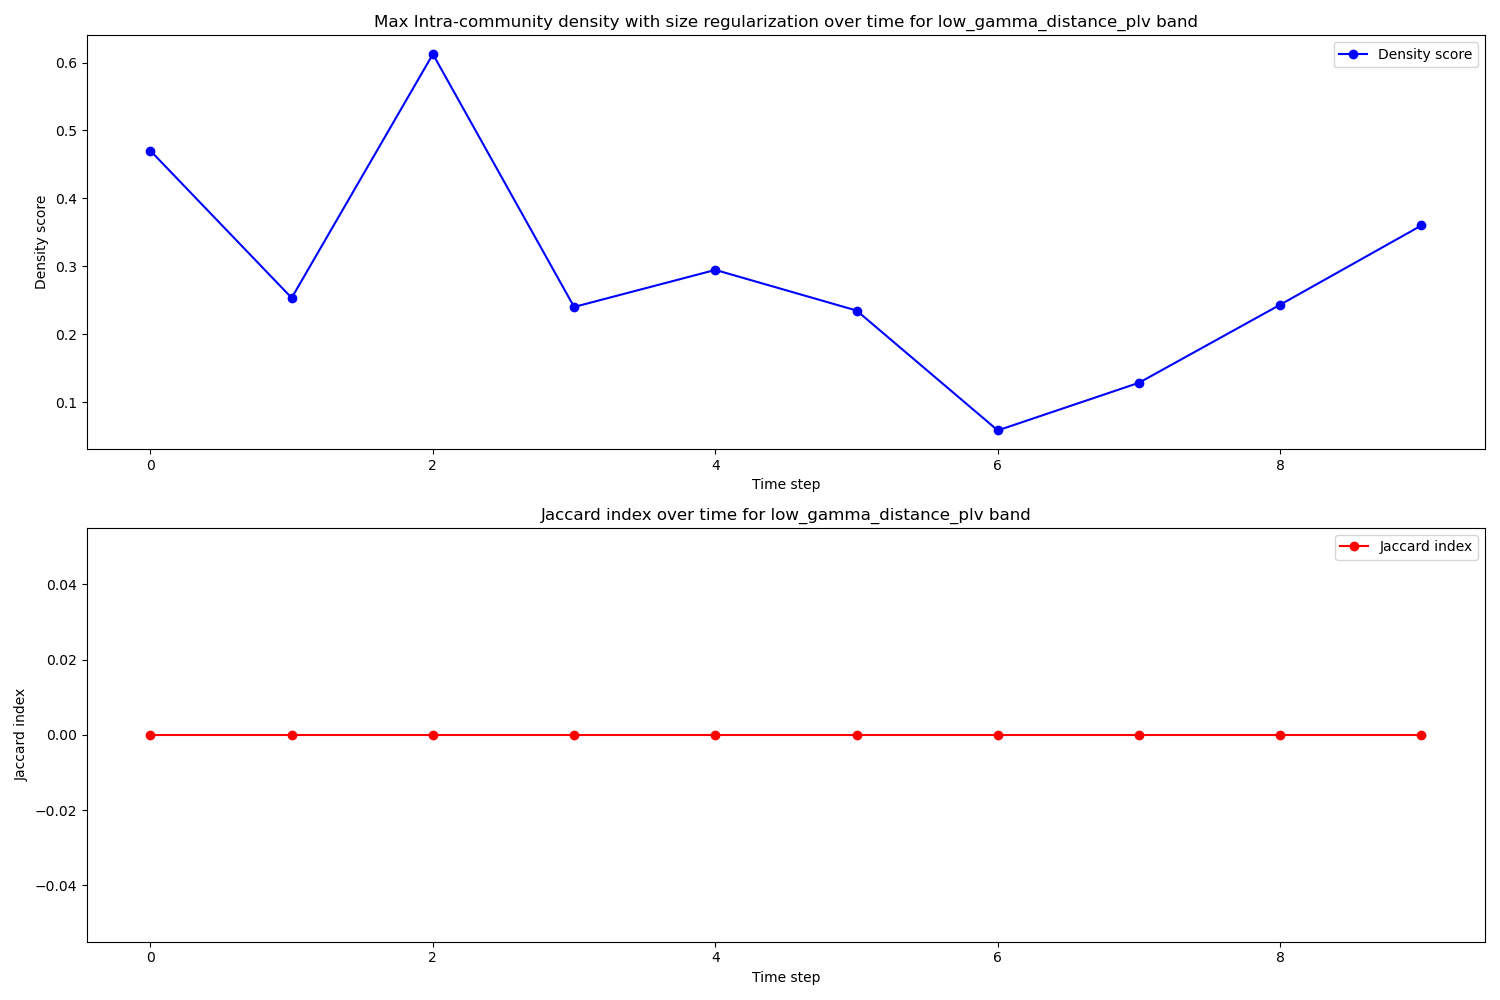 Max Intra-community density with size regularization over time for low_gamma_distance_plv band
Density score
0.6
0.5
0.4
0.3
0.2
0.1
Density score
0 2 4 6 8
Time step
Jaccard index over time for low_gamma_distance_plv band
Jaccard index
0.04
0.02
0.00
−0.02
−0.04
Jaccard index
0 2 4 6 8
Time step